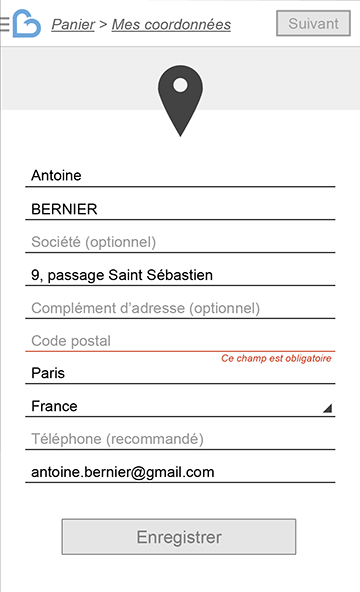 Panier > Mes coordonnées
Suivant
Antoine
BERNIER
Société (optionnel)
9, passage Saint Sébastien
Complément d'adresse (optionnel)
Code postal
Ce champ est obligatoire
Paris
France
Téléphone (recommandé)
antoine.bernier@gmail.com
Enregistrer